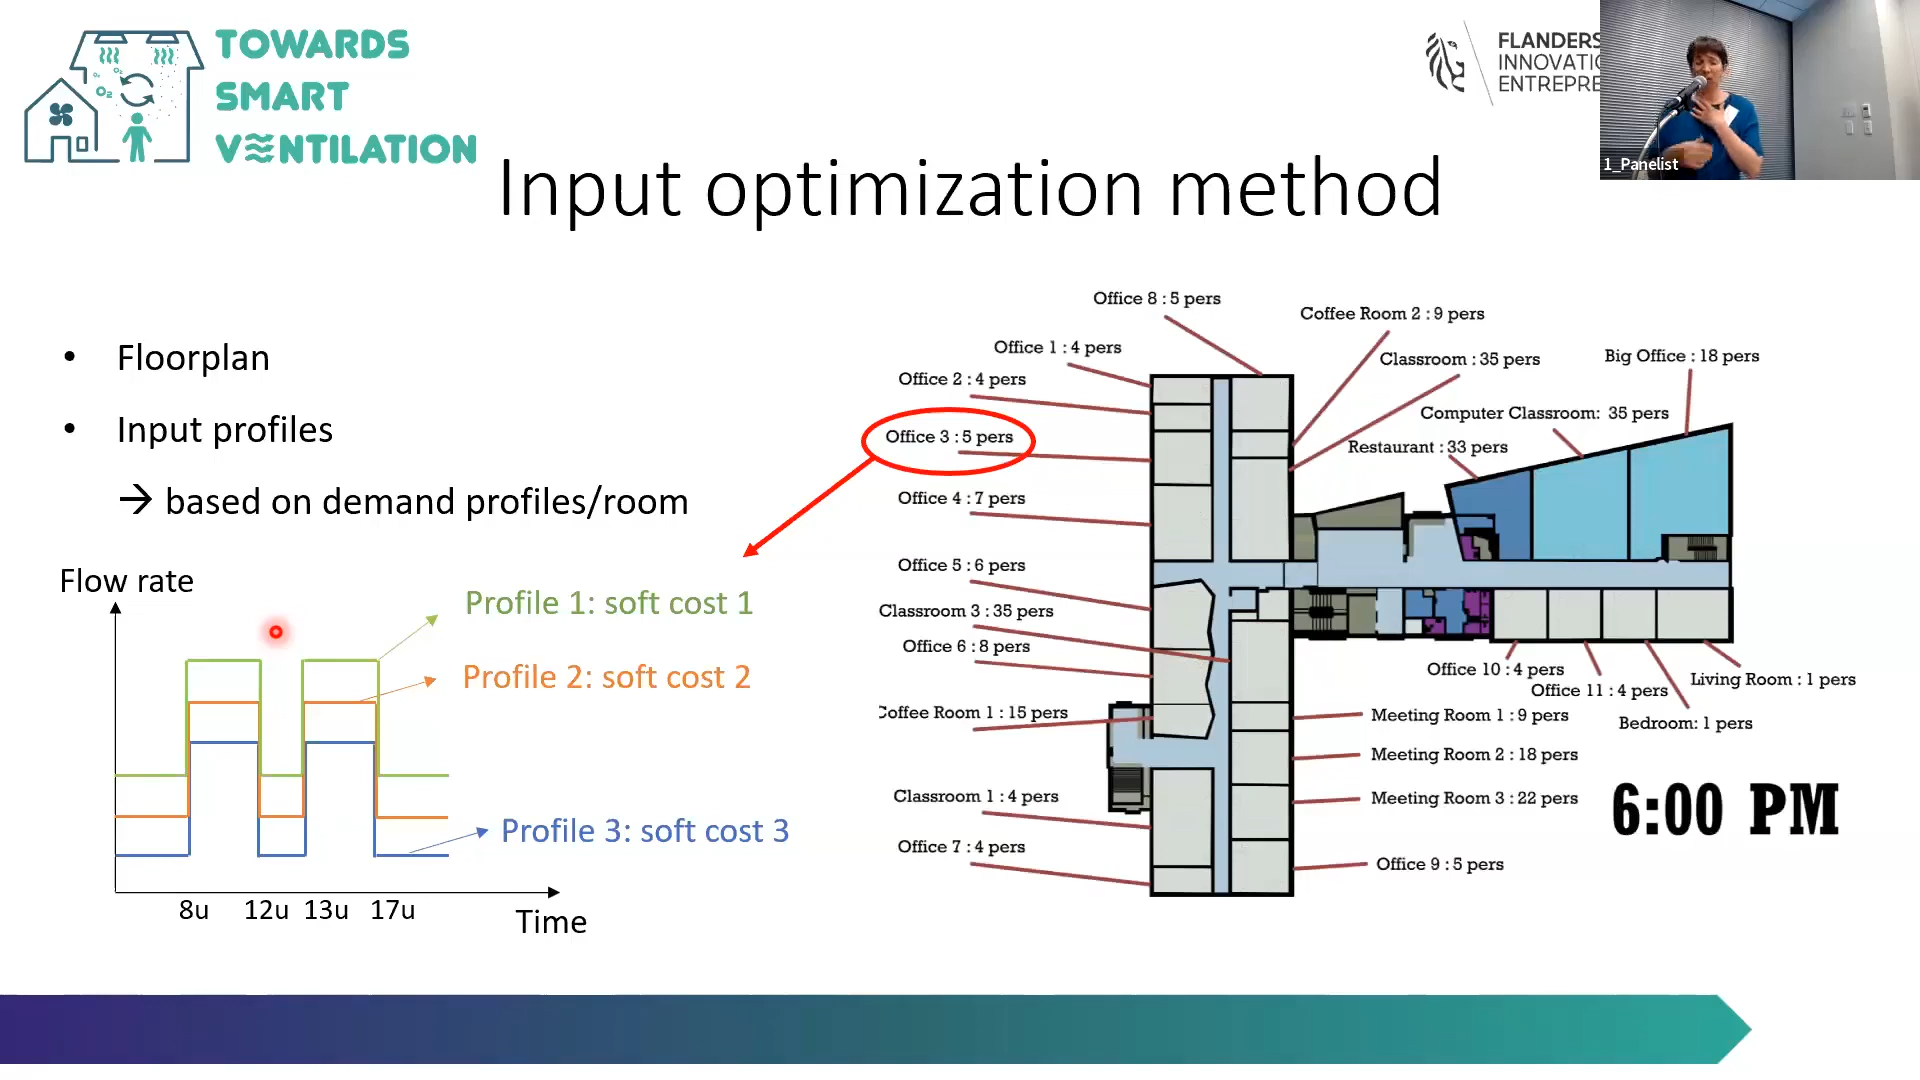 TOWARDS
SMART
VENTILATION
FLANDERS
INNOVATI
ENTREPRE
1_Panelist
Input optimization method
• Floorplan
• Input profiles
→ based on demand profiles/room
Flow rate
Profile 1: soft cost 1
Profile 2: soft cost 2
Profile 3: soft cost 3
8u 12u 13u 17u
Time
Office 8 : 5 pers
Coffee Room 2 : 9 pers
Office 1 : 4 pers
Classroom : 35 pers
Big Office : 18 pers
Office 2 : 4 pers
Computer Classroom: 35 pers
Office 3 : 5 pers
Restaurant : 33 pers
Office 4 : 7 pers
Office 5 : 6 pers
Classroom 3 : 35 pers
Office 6 : 8 pers
Office 10 : 4 pers
Office 11 : 4 pers
Living Room : 1 pers
Coffee Room 1 : 15 pers
Meeting Room 1 : 9 pers
Bedroom: 1 pers
Meeting Room 2 : 18 pers
Classroom 1 : 4 pers
Meeting Room 3 : 22 pers
6:00 PM
Office 7 : 4 pers
Office 9 : 5 pers